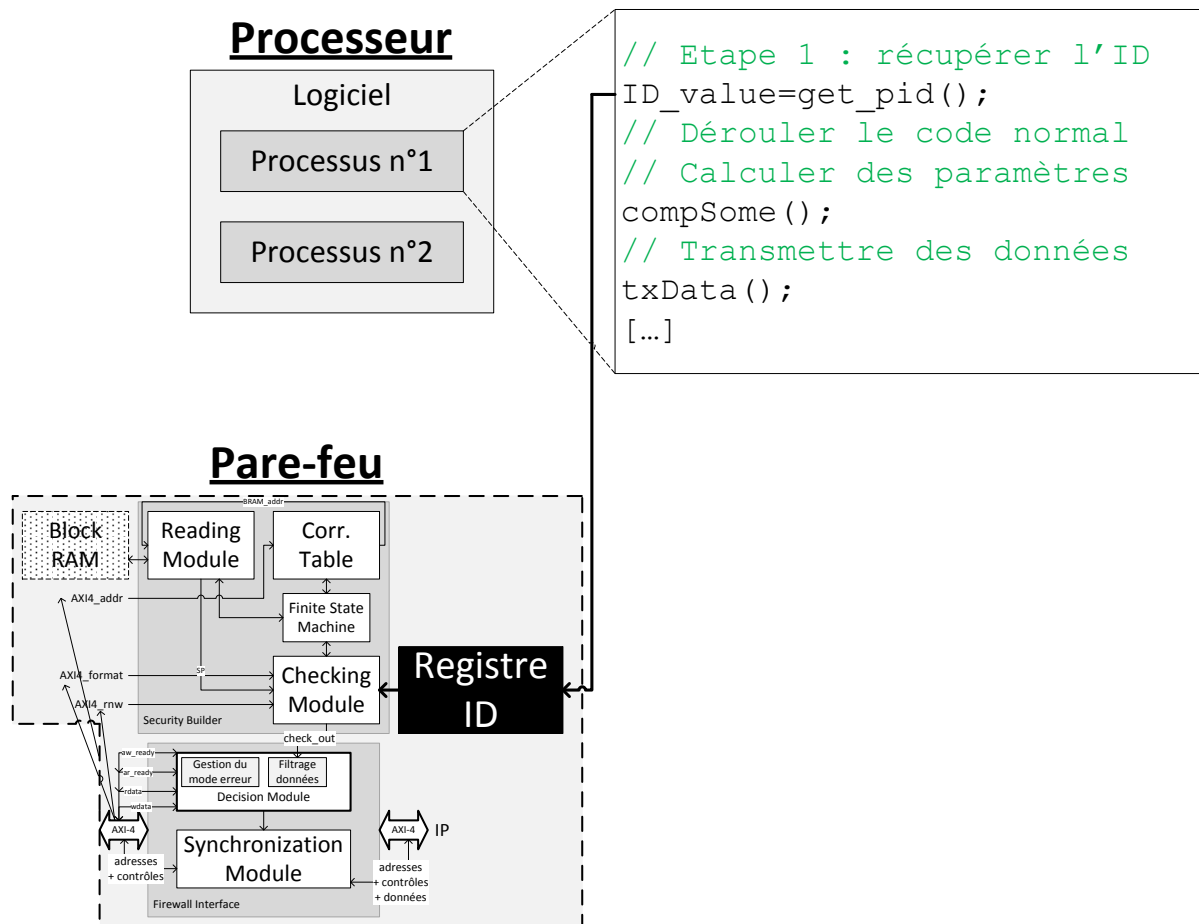 Processeur
Logiciel
Processus n°1
Processus n°2
// Etape 1 : récupérer l'ID
ID_value=get_pid();
// Dérouler le code normal
// Calculer des paramètres
compSome();
// Transmettre des données
txData();
[…]
Pare-feu
BRAM_addr
Block
RAM
Reading
Module
Corr.
Table
AXI4_addr
Finite State
Machine
SP
AXI4_format
AXI4_rnw
Checking
Module
Registre
ID
Security Builder
check_out
aw_ready
ar_ready
rdata
wdata
Gestion du
mode erreur
Filtrage
données
Decision Module
AXI-4
AXI-4
IP
Synchronization
Module
adresses
+ contrôles
adresses
+ contrôles
+ données
Firewall Interface